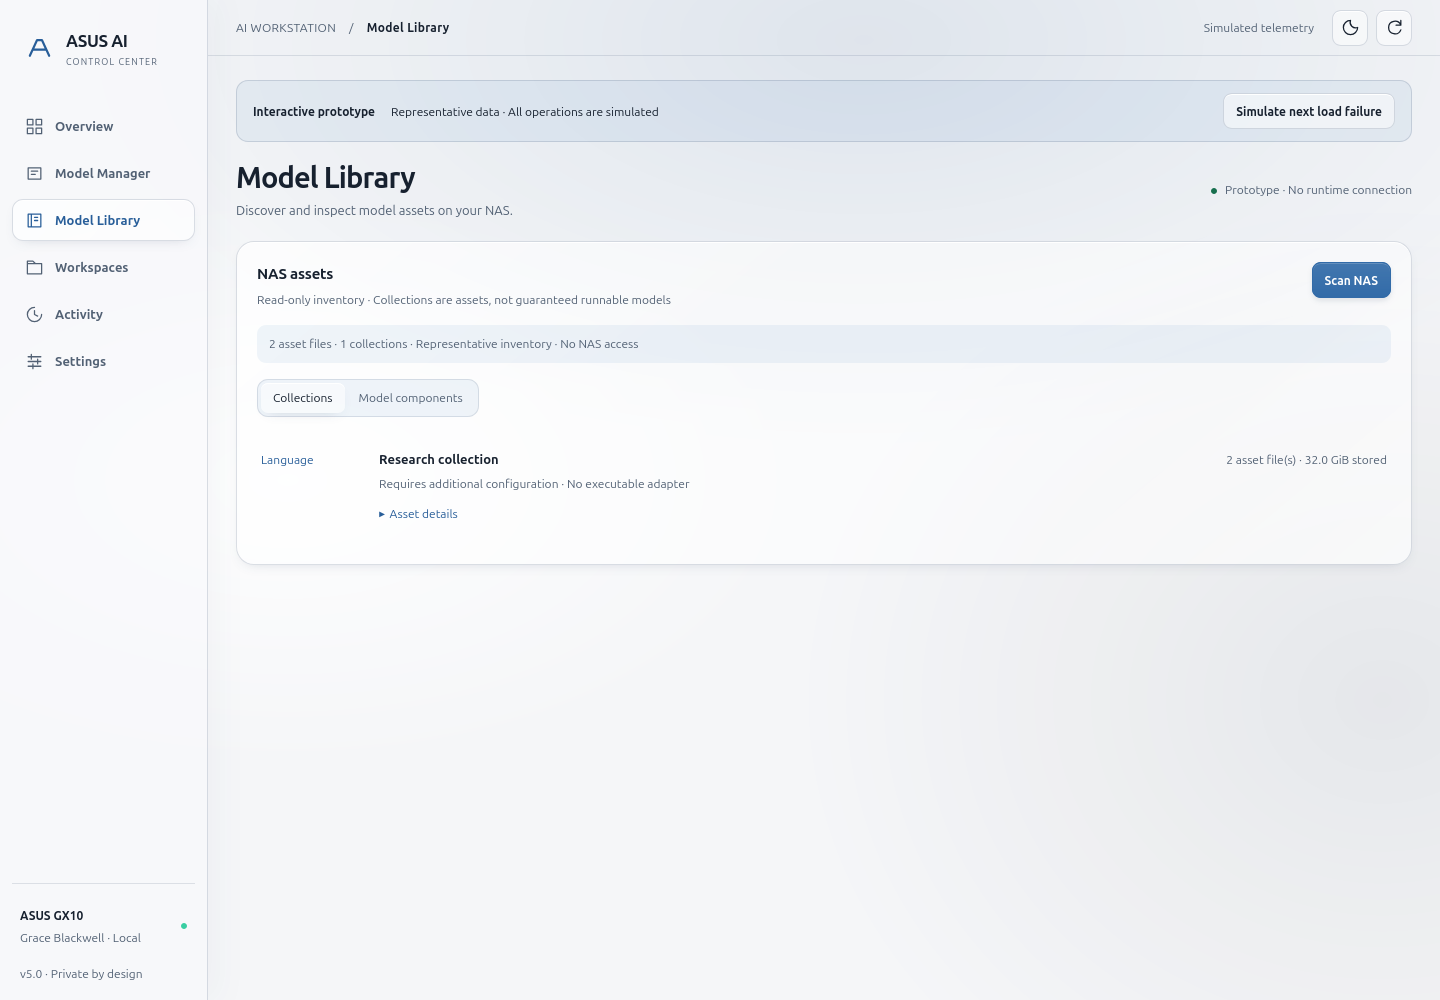 ASUS AI
CONTROL CENTER
Overview
Model Manager
Model Library
Workspaces
Activity
Settings
ASUS GX10
Grace Blackwell · Local
v5.0 · Private by design
AI WORKSTATION / Model Library
Simulated telemetry
Interactive prototype Representative data · All operations are simulated
Simulate next load failure
Model Library
Discover and inspect model assets on your NAS.
Prototype · No runtime connection
NAS assets
Read-only inventory · Collections are assets, not guaranteed runnable models
Scan NAS
2 asset files · 1 collections · Representative inventory · No NAS access
Collections Model components
Language Research collection 2 asset file(s) · 32.0 GiB stored
Requires additional configuration · No executable adapter
▸ Asset details